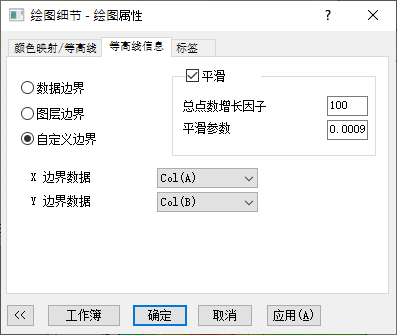 绘图细节 - 绘图属性
颜色映射/等高线 等高线信息 标签
数据边界
图层边界
自定义边界
平滑
总点数增长因子 100
平滑参数 0.0009
X 边界数据 Col(A)
Y 边界数据 Col(B)
<< 工作簿 确定 取消 应用(A)